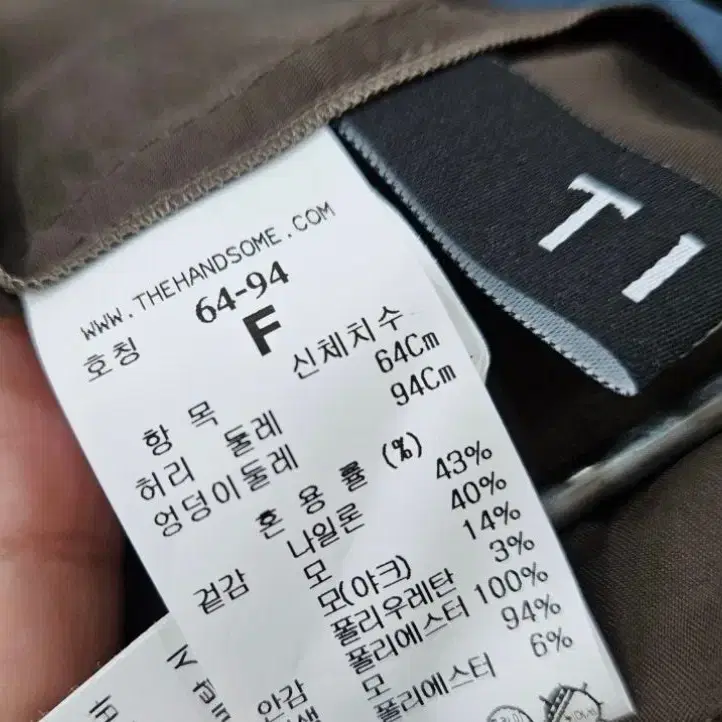 TI
WWW.THEHANDSOME.COM
호칭 64-94
F
항목 신체치수
허리 둘레 64Cm
엉덩이둘레 94Cm
혼용률(%)
겉감 나일론 43%
모 40%
모(야크) 14%
폴리우레탄 3%
안감 폴리에스터 100%
모 94%
폴리에스터 6%